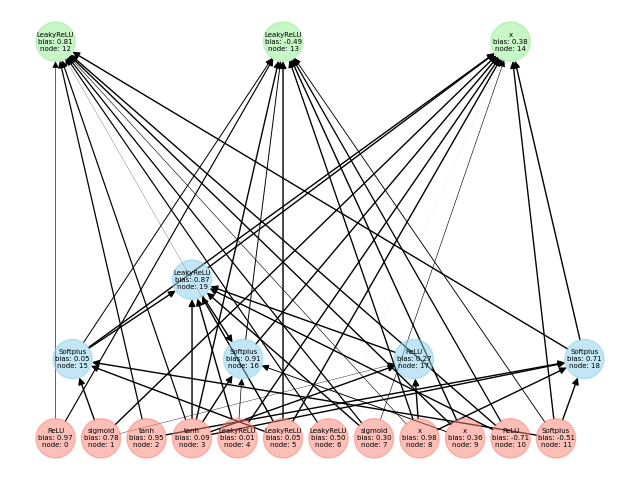 LeakyReLU
bias: 0.81
node: 12
LeakyReLU
bias: -0.49
node: 13
x
bias: 0.38
node: 14
LeakyReLU
bias: 0.87
node: 19
Softplus
bias: 0.05
node: 15
Softplus
bias: 0.91
node: 16
ReLU
bias: 0.27
node: 17
Softplus
bias: 0.71
node: 18
ReLU
bias: 0.97
node: 0
sigmoid
bias: 0.78
node: 1
tanh
bias: 0.95
node: 2
tanh
bias: 0.09
node: 3
LeakyReLU
bias: 0.01
node: 4
LeakyReLU
bias: 0.05
node: 5
LeakyReLU
bias: 0.50
node: 6
sigmoid
bias: 0.30
node: 7
x
bias: 0.98
node: 8
x
bias: 0.36
node: 9
ReLU
bias: -0.71
node: 10
Softplus
bias: -0.51
node: 11